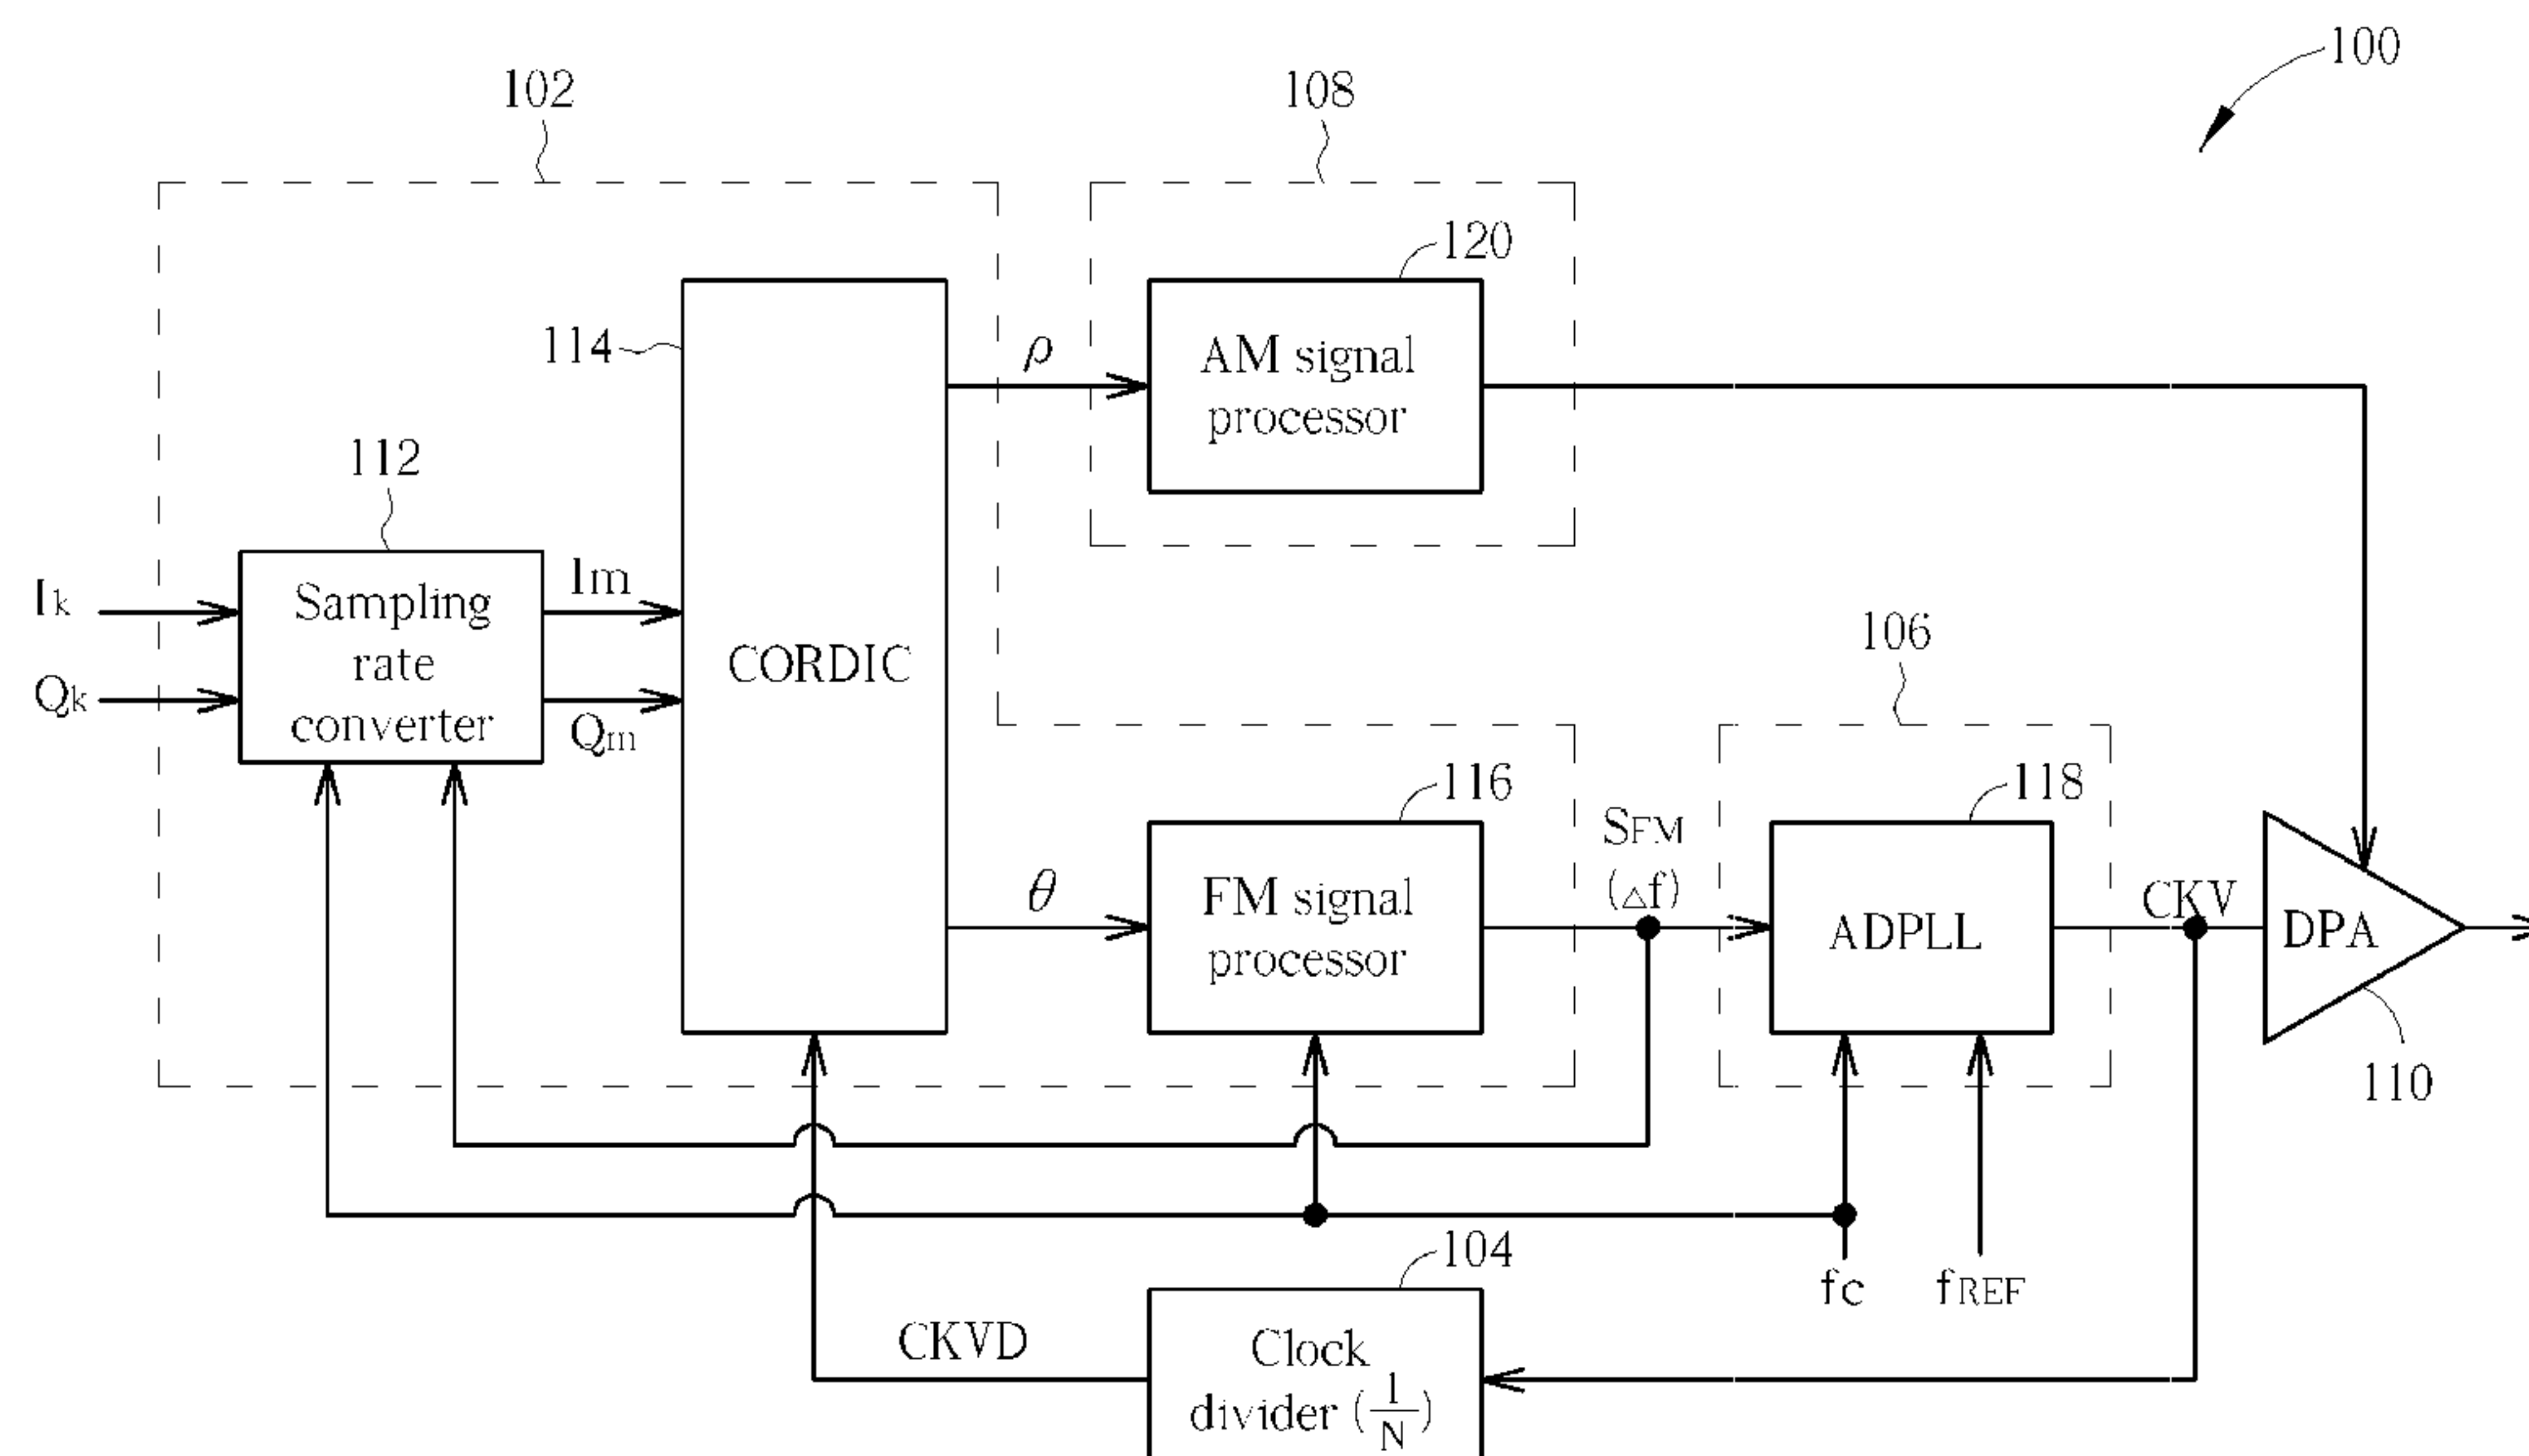 100
102
108
120
114
ρ
AM signal
processor
112
Ik
Im
Sampling
rate
converter
Qk
Qm
CORDIC
106
116
118
SFM
(△f)
θ
FM signal
processor
ADPLL
CKV
DPA
110
104
fc
fREF
CKVD
Clock
divider (1/N)